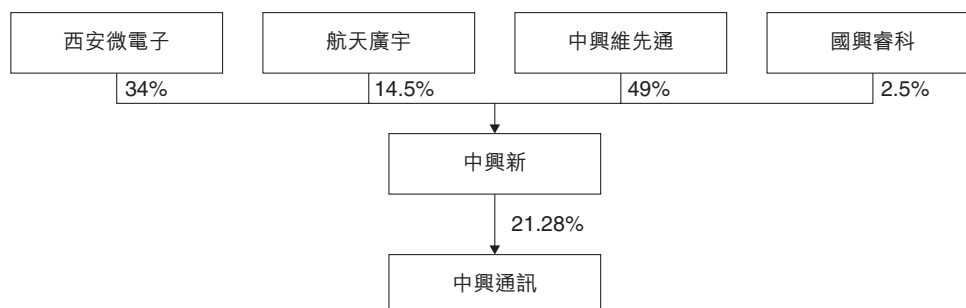 西安微電子
航天廣宇
中興維先通
國興睿科
34%
14.5%
49%
2.5%
中興新
21.28%
中興通訊